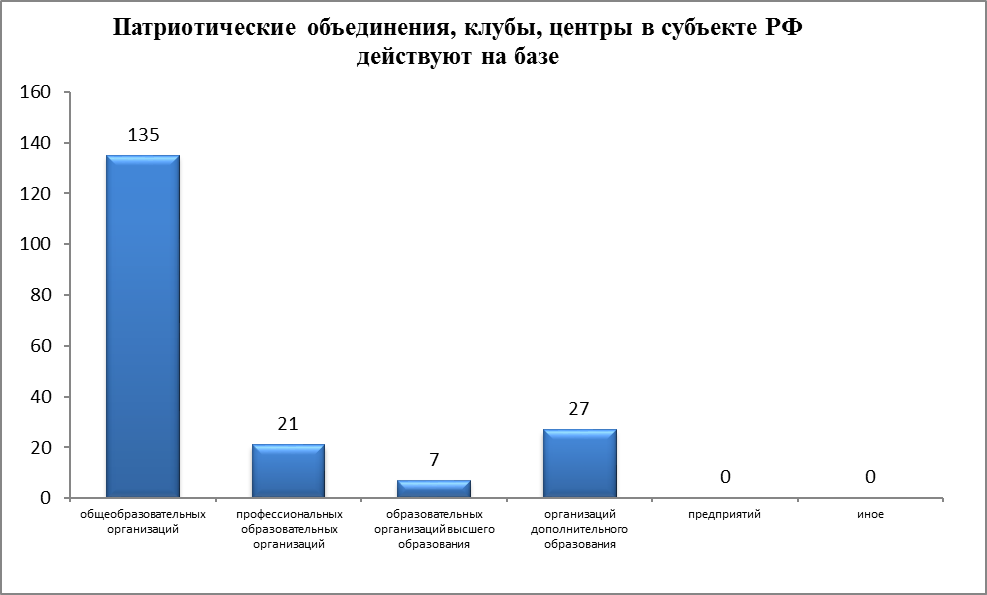 Патриотические объединения, клубы, центры в субъекте РФ
действуют на базе
160
140
120
100
80
60
40
20
0
135
21
7
27
0
0
общеобразовательных
организаций
профессиональных
образовательных
организаций
образовательных
организаций высшего
образования
организаций
дополнительного
образования
предприятий
иное